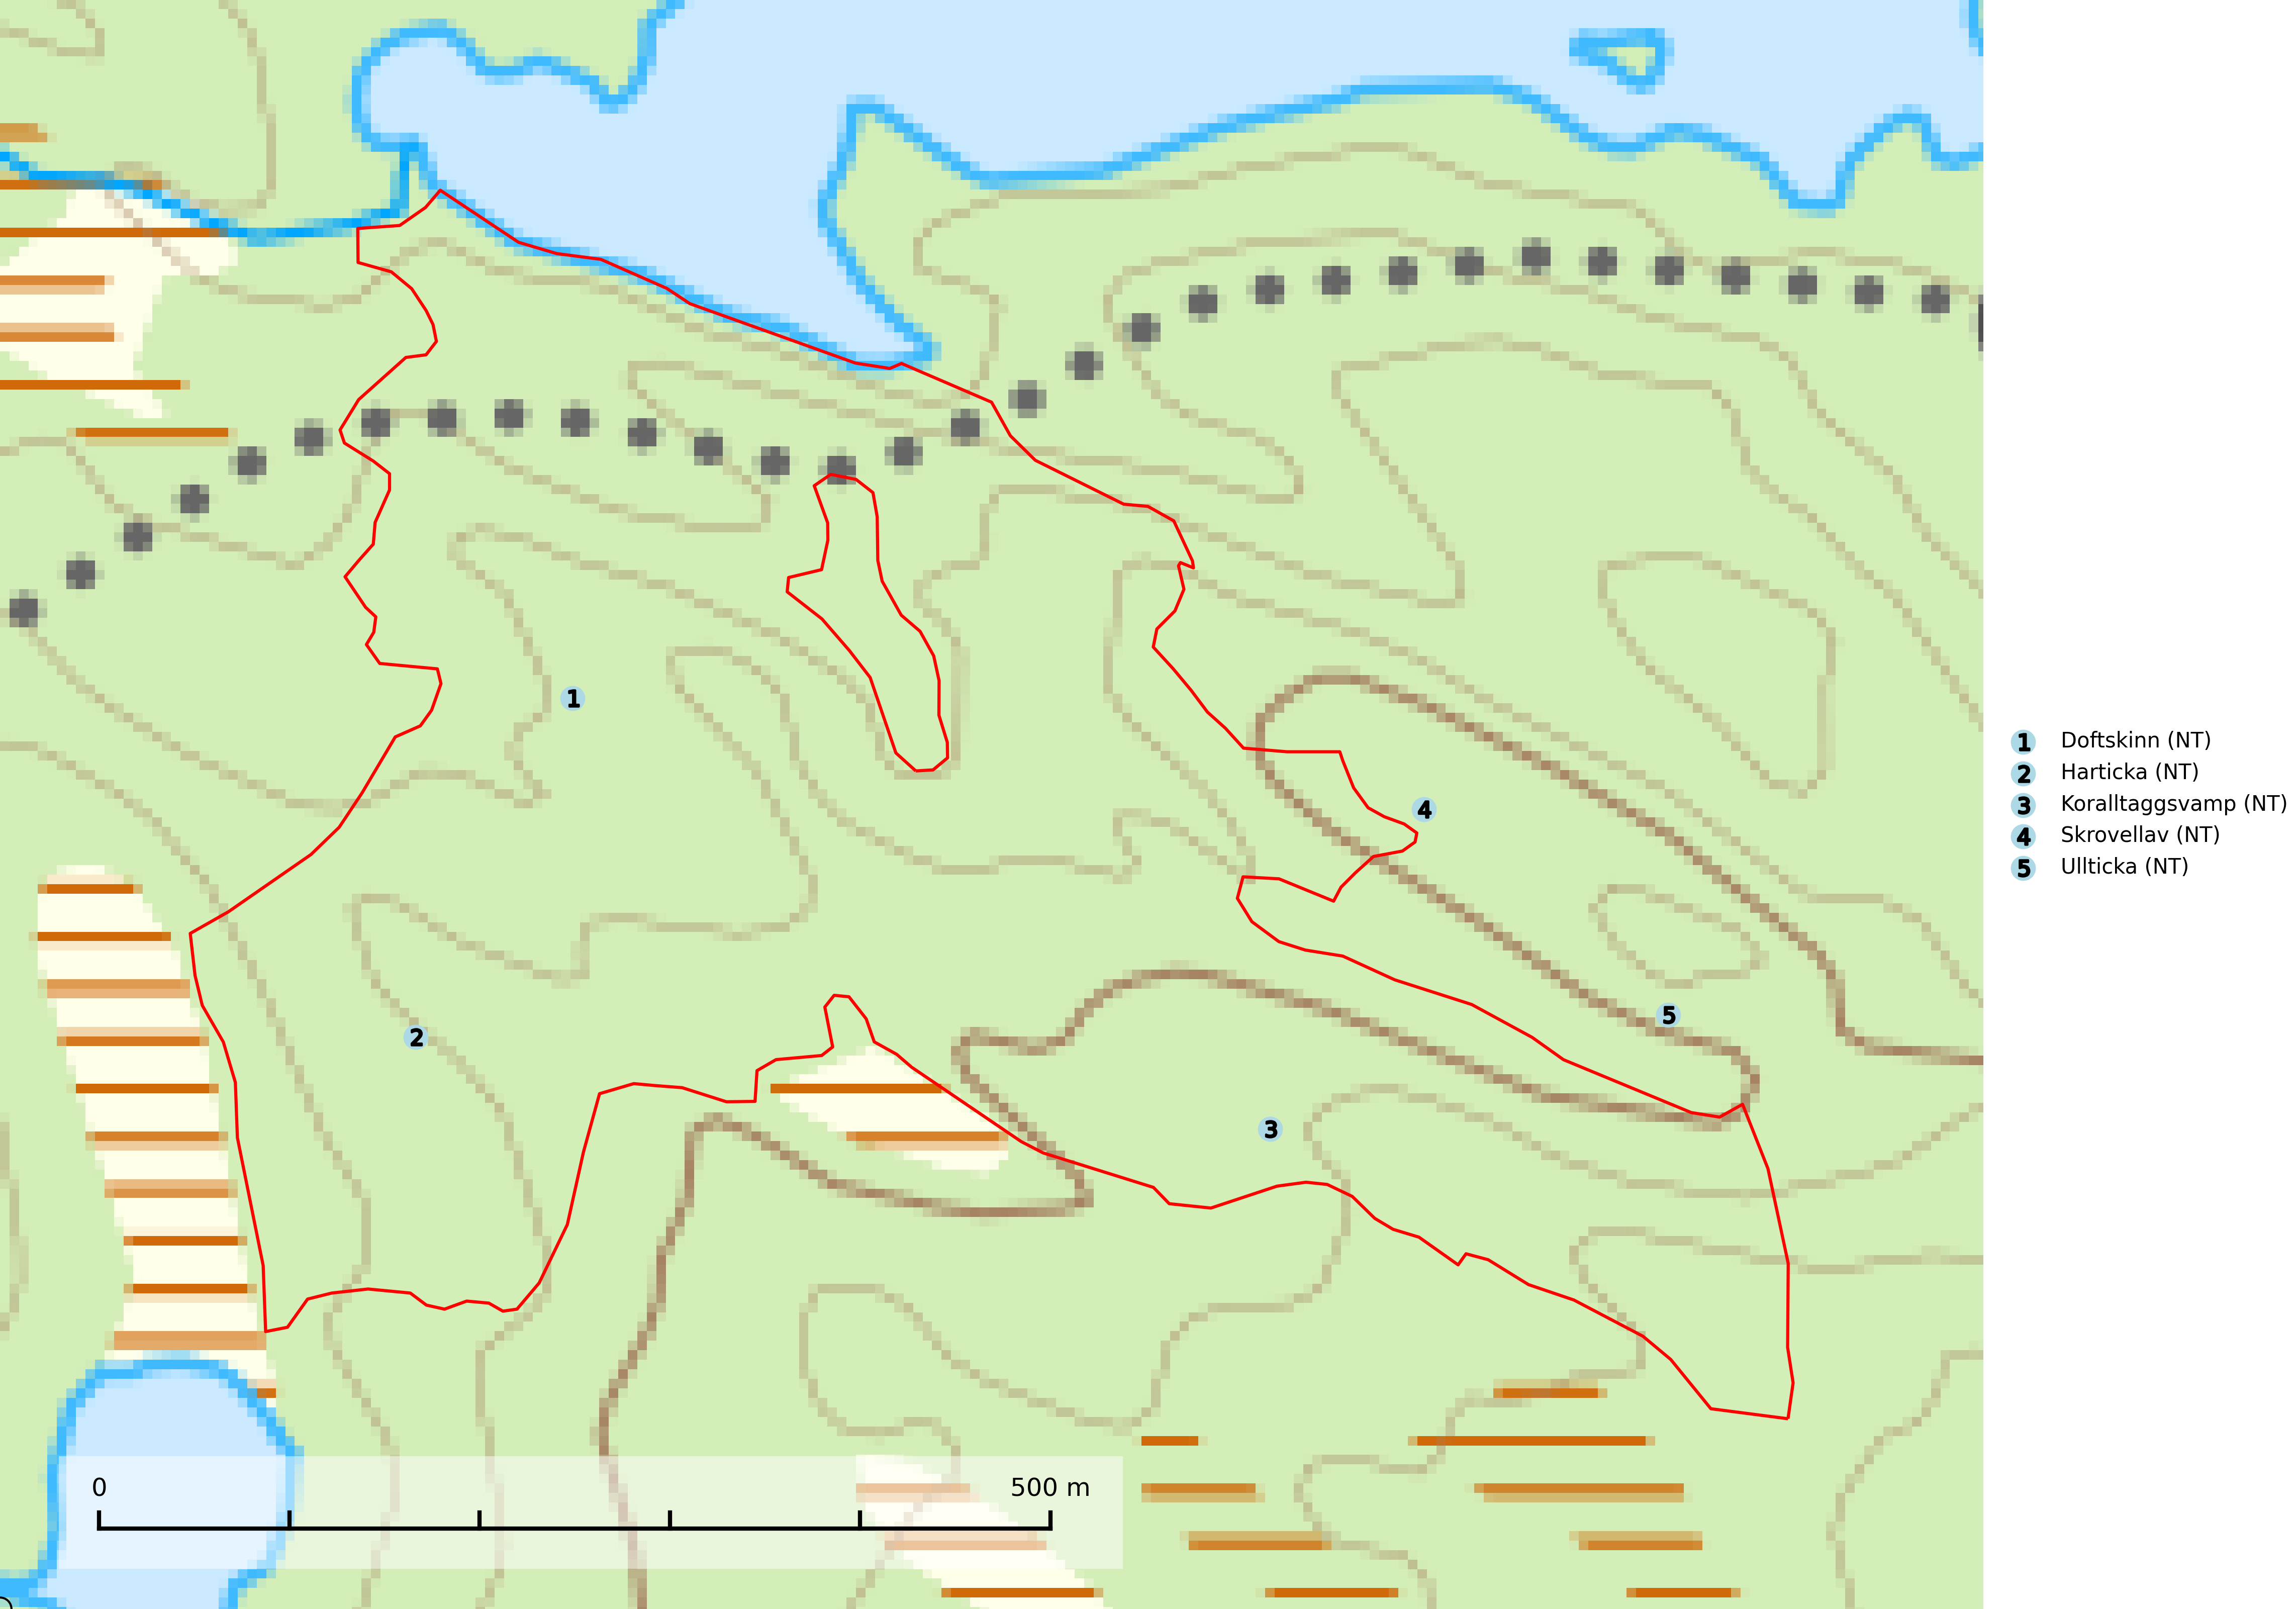 1
4
5
2
3
0 500 m
1 Doftskinn (NT)
2 Harticka (NT)
3 Koralltaggsvamp (NT)
4 Skrovellav (NT)
5 Ullticka (NT)